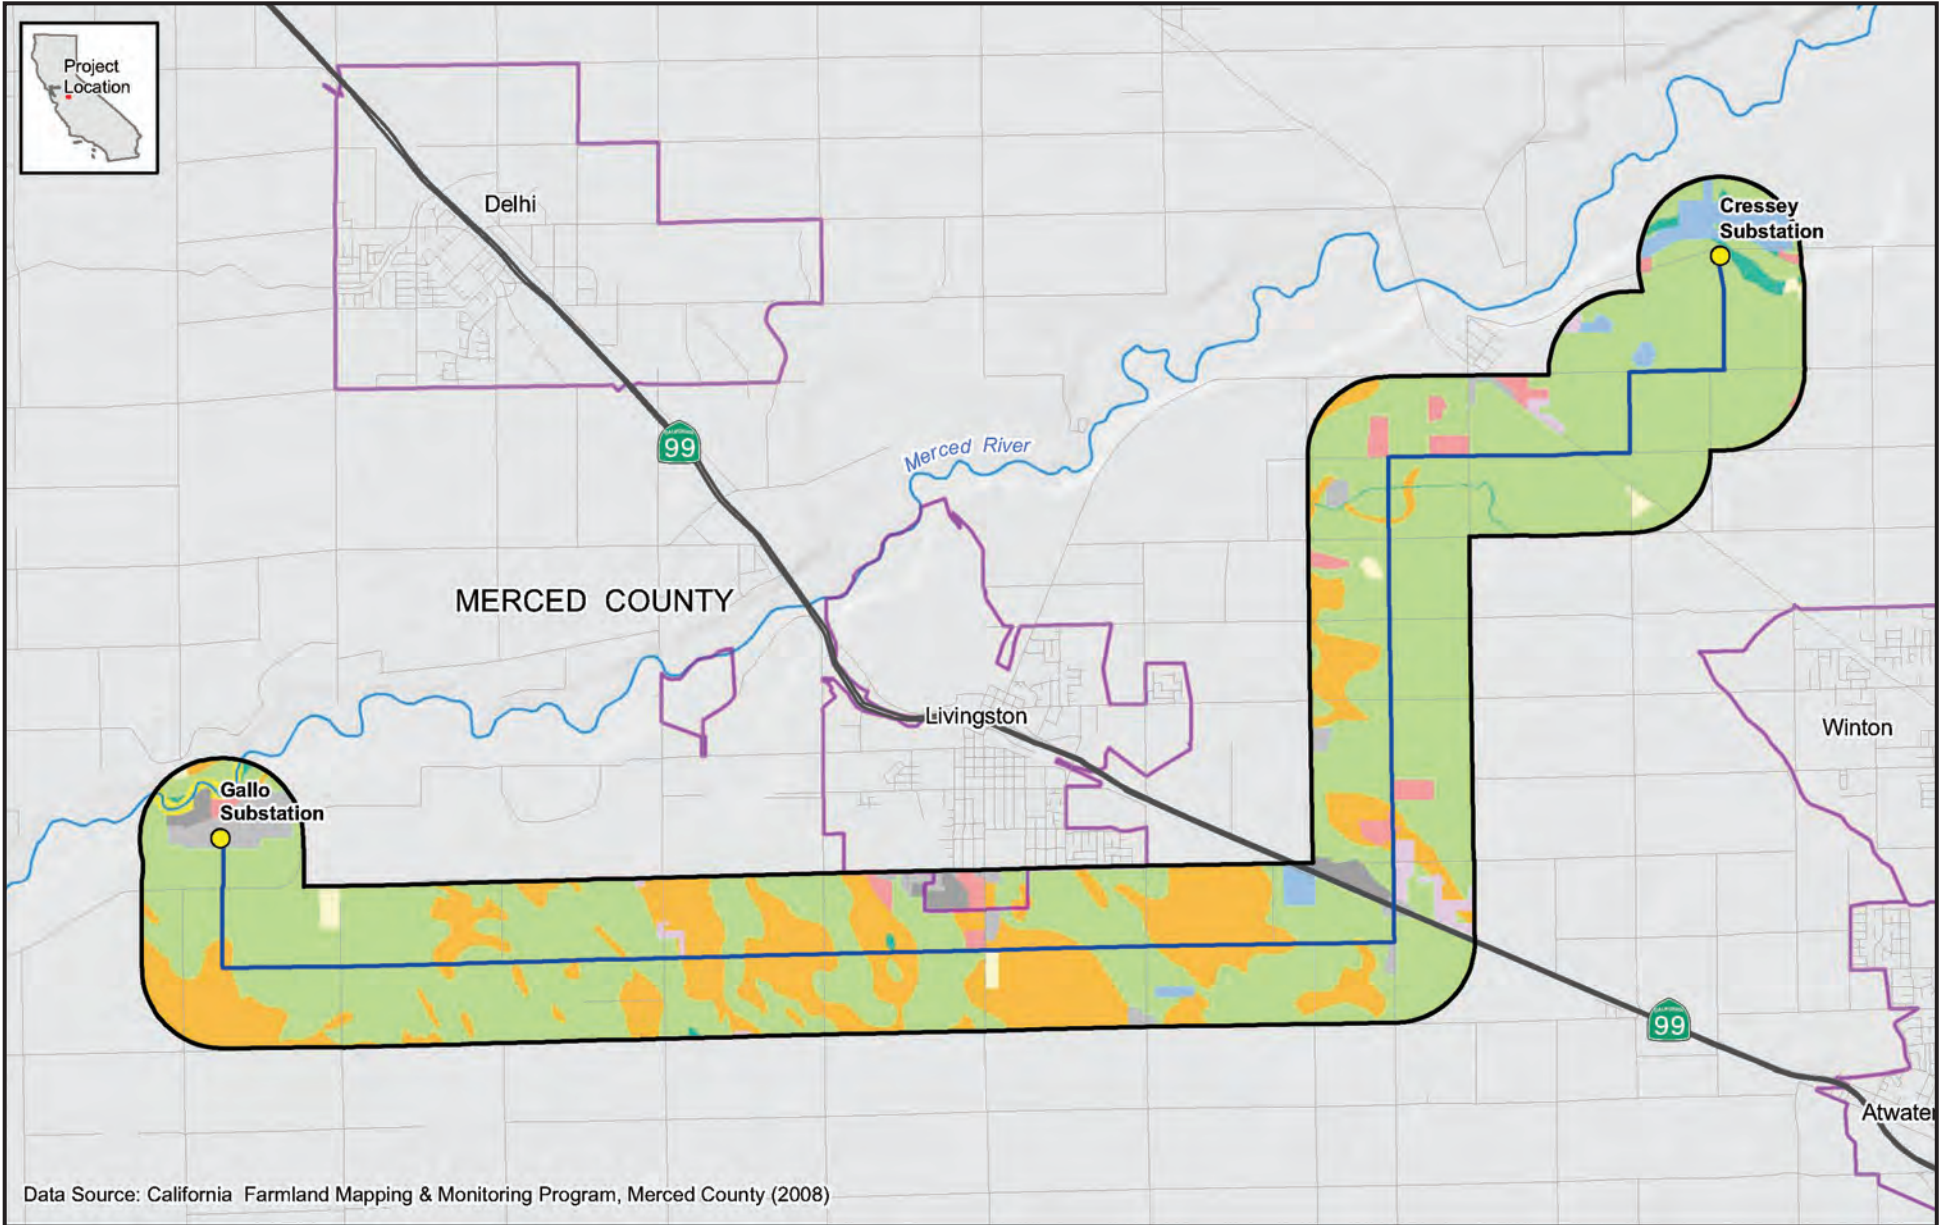 Project
Location
Delhi
Cressey
Substation
99
Merced River
MERCED COUNTY
Livingston
Winton
Gallo
Substation
99
Atwater
Data Source: California Farmland Mapping & Monitoring Program, Merced County (2008)